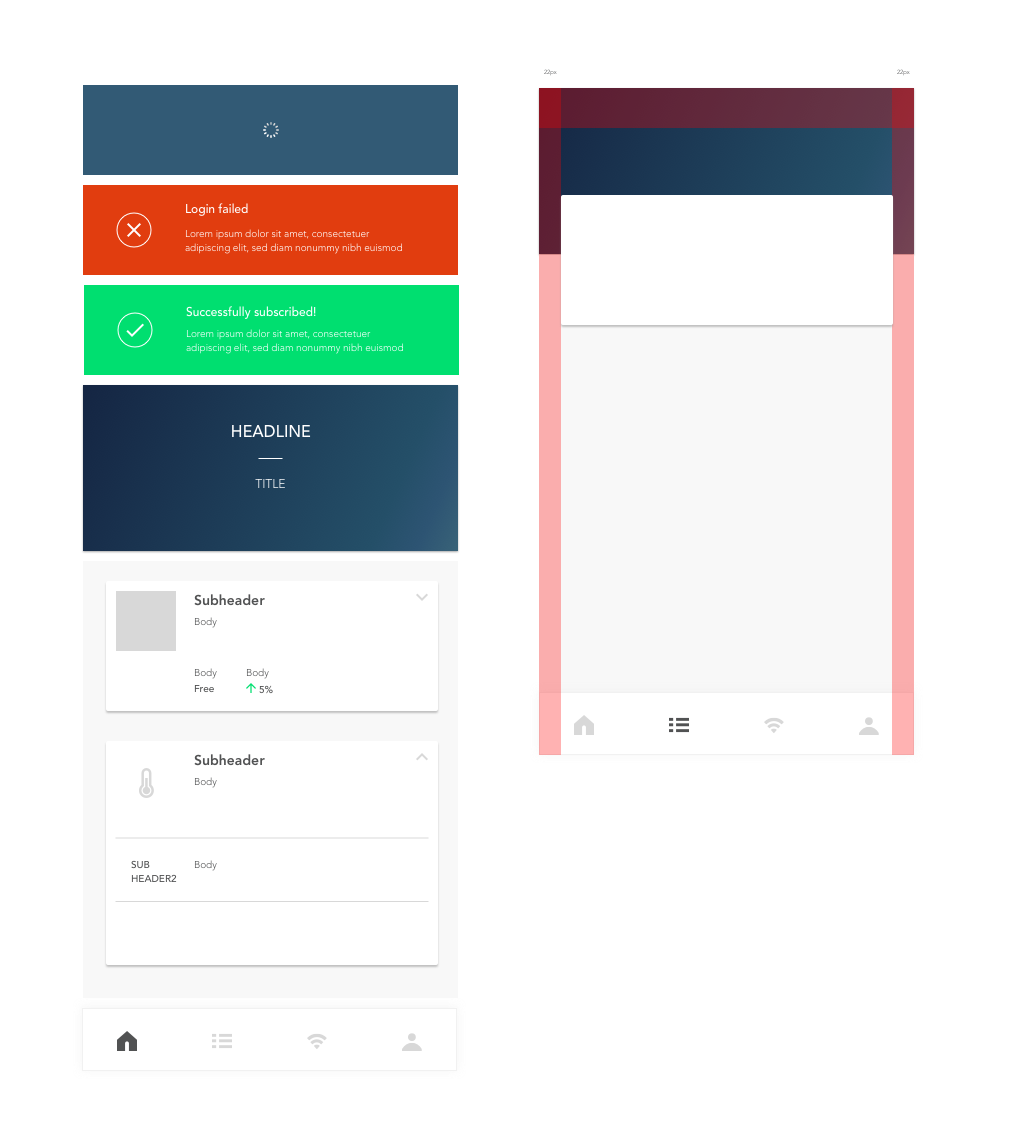 22px
22px
Login failed
Lorem ipsum dolor sit amet, consectetuer
adipiscing elit, sed diam nonummy nibh euismod
Successfully subscribed!
Lorem ipsum dolor sit amet, consectetuer
adipiscing elit, sed diam nonummy nibh euismod
HEADLINE
TITLE
Subheader
Body
Body Body
Free 5%
Subheader
Body
SUB Body
HEADER2